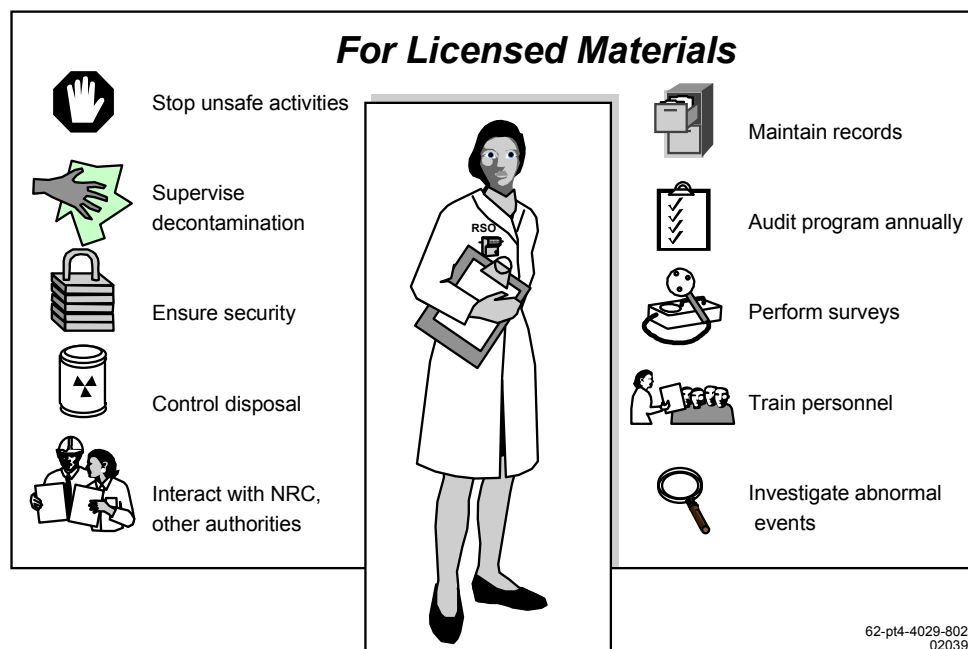 For Licensed Materials
Stop unsafe activities
Supervise
decontamination
Ensure security
Control disposal
Interact with NRC,
other authorities
RSO
Maintain records
Audit program annually
Perform surveys
Train personnel
Investigate abnormal
events
62-pt4-4029-802
02039